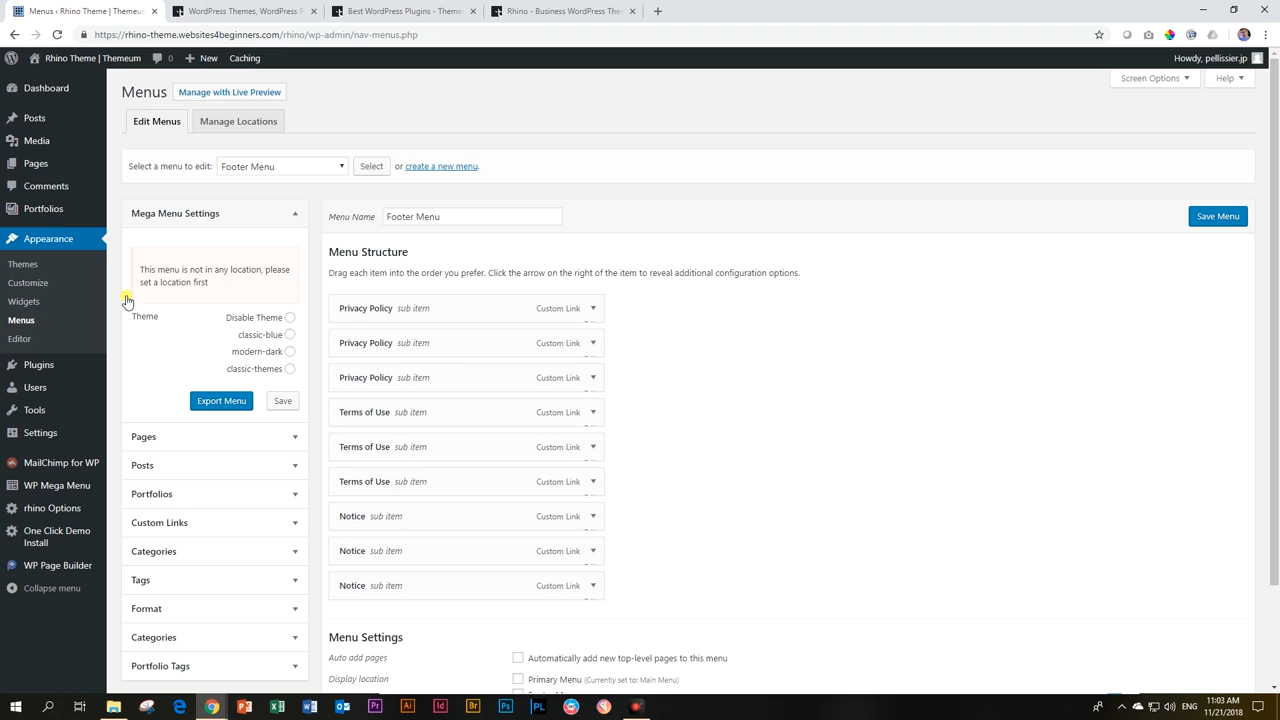 Menus ‹ Rhino Theme | Themeum
WordPress Themes, WordPress P
Best WordPress Plugins - Themeu
Rhino - Business WordPress Them
https://rhino-theme.websites4beginners.com/rhino/wp-admin/nav-menus.php
Rhino Theme | Themeum
0
New
Caching
Howdy, pellissier.jp
Dashboard
Posts
Media
Pages
Comments
Portfolios
Appearance
Themes
Customize
Widgets
Menus
Editor
Plugins
Users
Tools
Settings
MailChimp for WP
WP Mega Menu
rhino Options
One Click Demo
Install
WP Page Builder
Collapse menu
Menus
Manage with Live Preview
Screen Options
Help
Edit Menus
Manage Locations
Select a menu to edit: Footer Menu Select or create a new menu.
Mega Menu Settings
This menu is not in any location, please
set a location first
Theme
Disable Theme
classic-blue
modern-dark
classic-themes
Export Menu
Save
Pages
Posts
Portfolios
Custom Links
Categories
Tags
Format
Categories
Portfolio Tags
Menu Name Footer Menu
Save Menu
Menu Structure
Drag each item into the order you prefer. Click the arrow on the right of the item to reveal additional configuration options.
Privacy Policy sub item Custom Link
Privacy Policy sub item Custom Link
Privacy Policy sub item Custom Link
Terms of Use sub item Custom Link
Terms of Use sub item Custom Link
Terms of Use sub item Custom Link
Notice sub item Custom Link
Notice sub item Custom Link
Notice sub item Custom Link
Menu Settings
Auto add pages
Automatically add new top-level pages to this menu
Display location
Primary Menu (Currently set to: Main Menu)
ENG
11:03 AM
11/21/2018